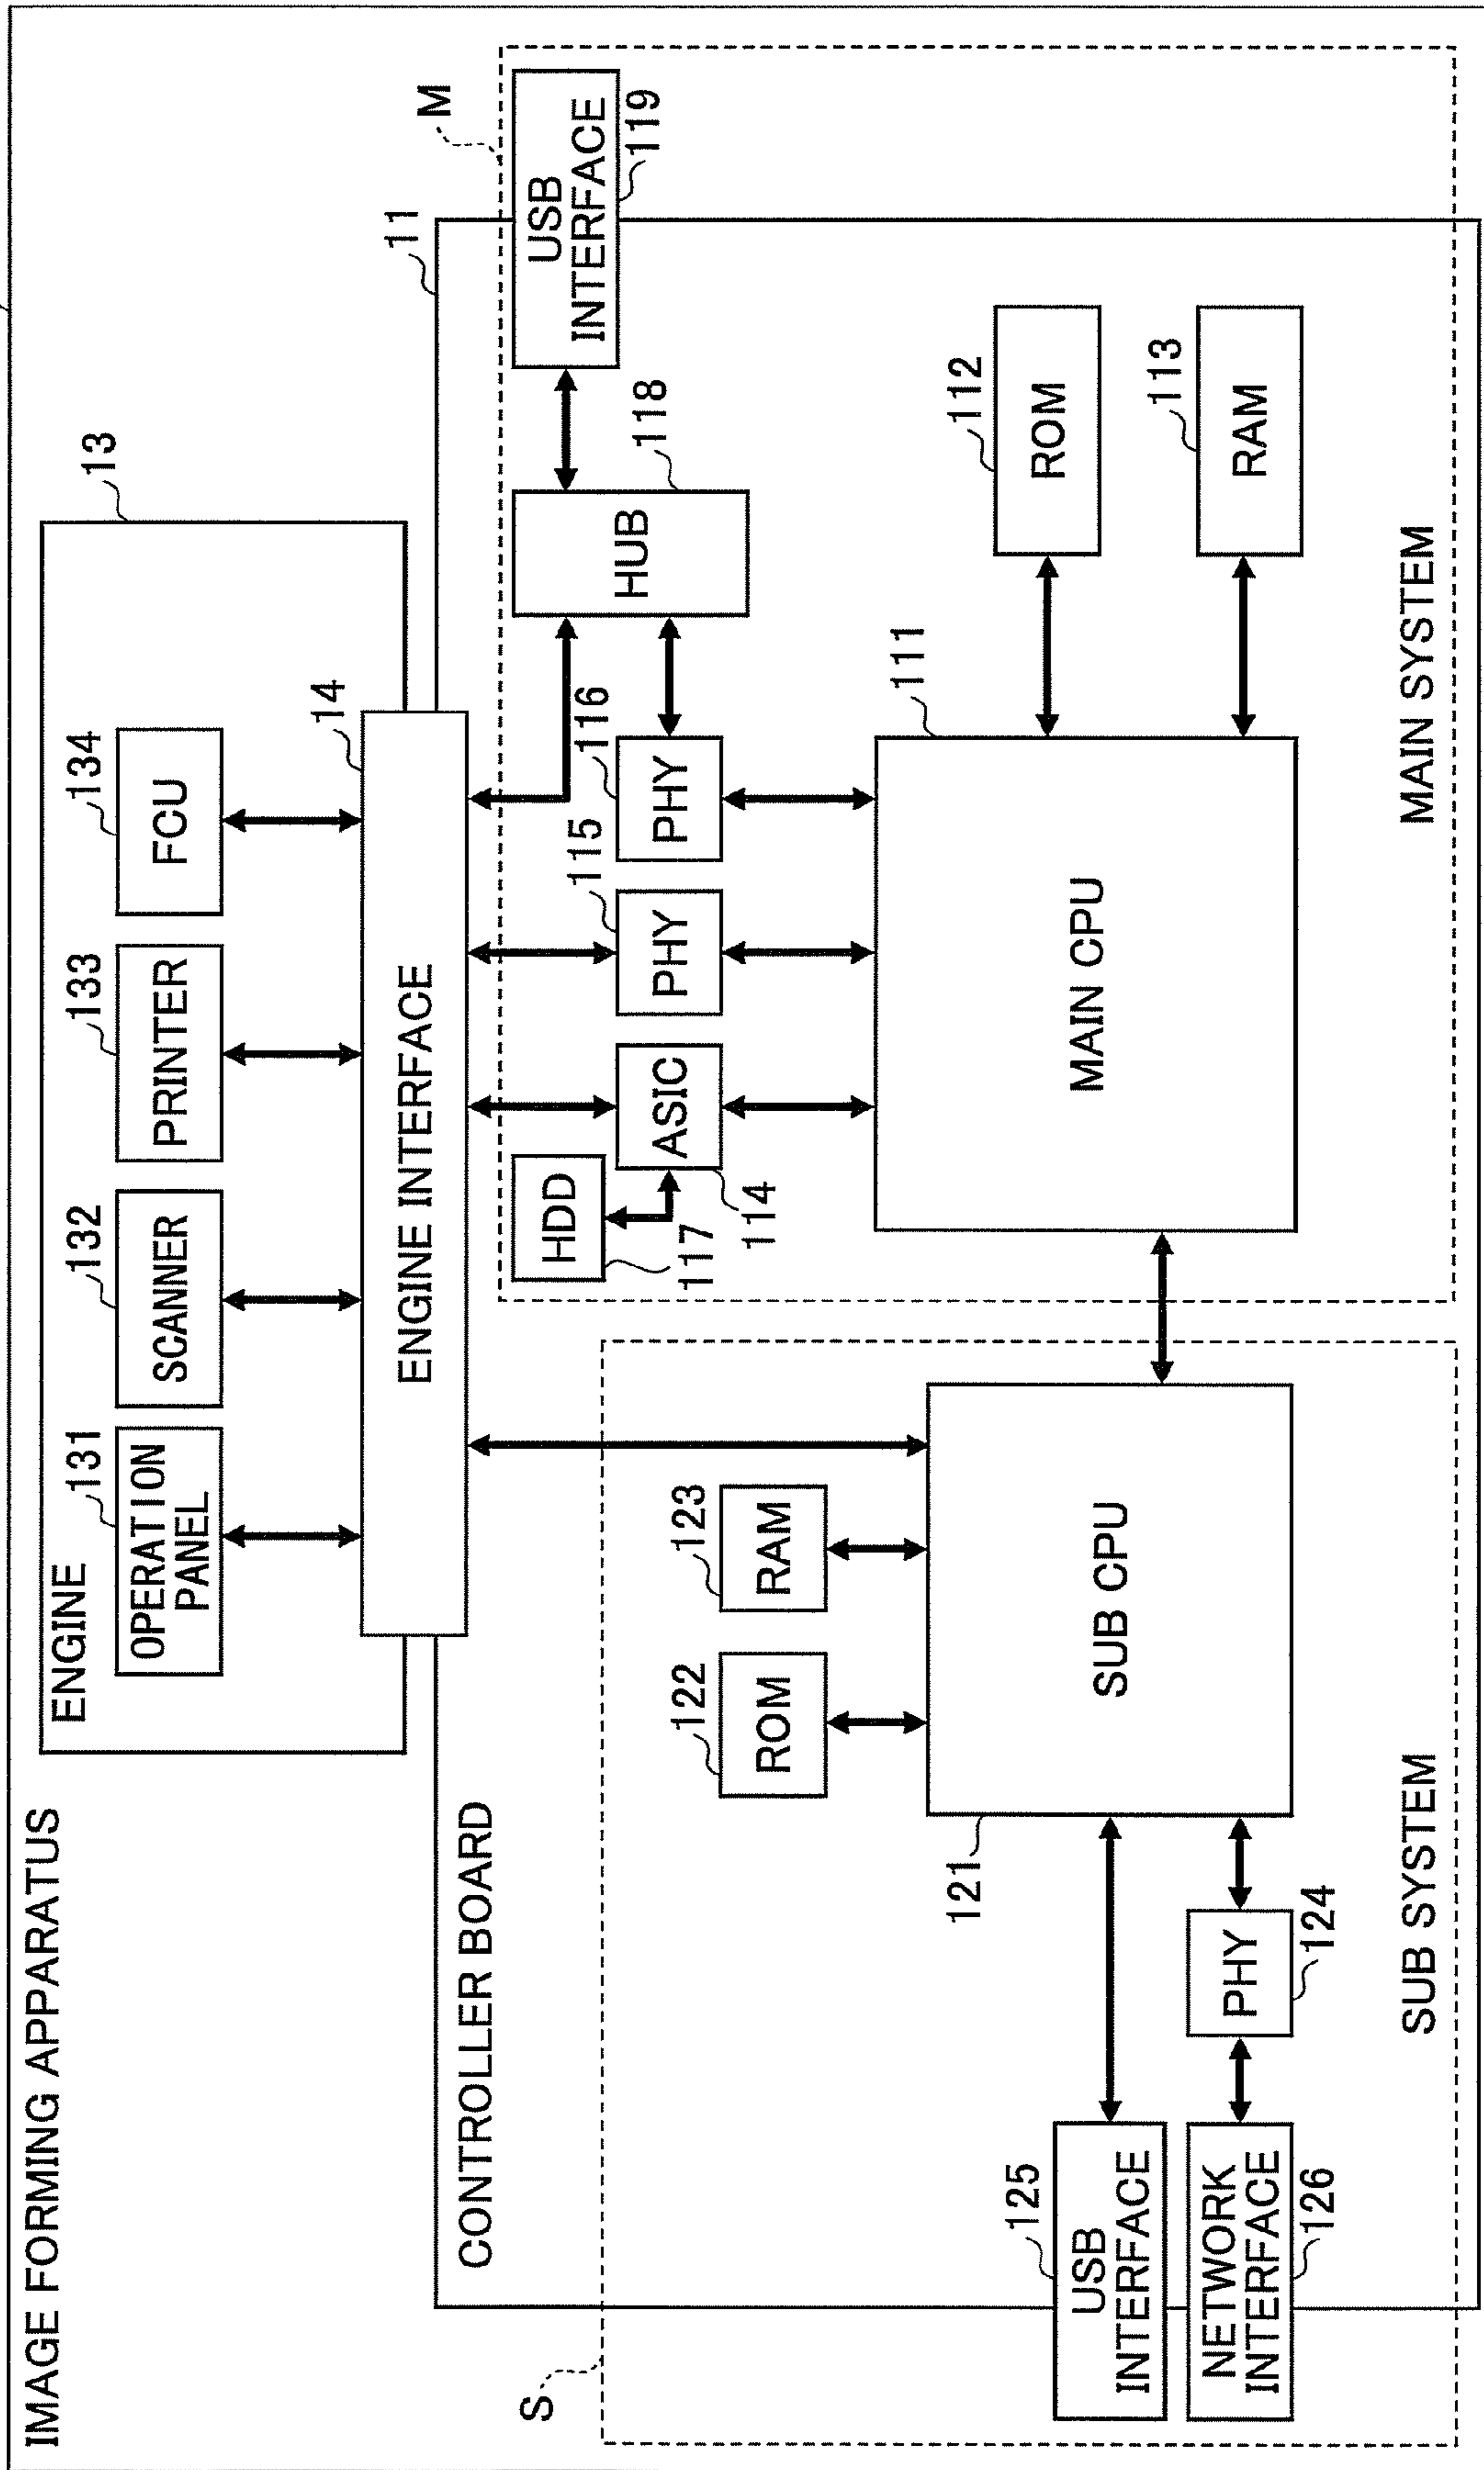 IMAGE FORMING APPARATUS
13
ENGINE
131
132
133
134
OPERATION
PANEL
SCANNER
PRINTER
FCU
14
ENGINE INTERFACE
11
CONTROLLER BOARD
M
S
HDD
117
ASIC
114
115
PHY
116
PHY
HUB
118
USB
INTERFACE
119
111
MAIN CPU
112
ROM
113
RAM
MAIN SYSTEM
122
ROM
123
RAM
121
SUB CPU
125
USB
INTERFACE
PHY
124
NETWORK
INTERFACE
126
SUB SYSTEM